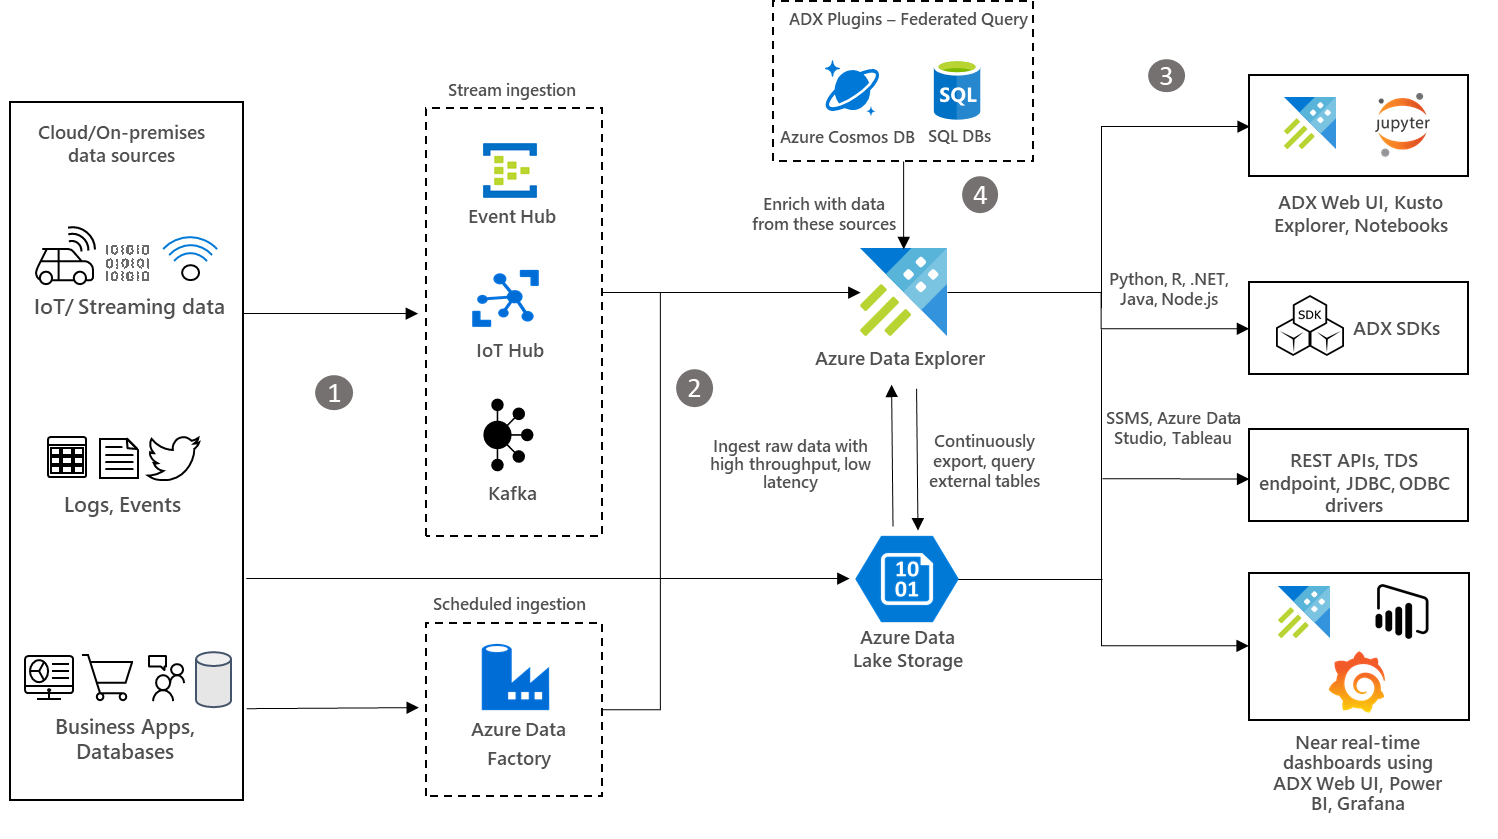 ADX Plugins – Federated Query
Azure Cosmos DB
SQL
SQL DBs
Cloud/On-premises
data sources
IoT/ Streaming data
Logs, Events
Business Apps,
Databases
1
Stream ingestion
Event Hub
IoT Hub
Kafka
Scheduled ingestion
Azure Data
Factory
2
Enrich with data
from these sources
4
Azure Data Explorer
Ingest raw data with
high throughput, low
latency
Continuously
export, query
external tables
10
01
Azure Data
Lake Storage
3
jupyter
ADX Web UI, Kusto
Explorer, Notebooks
Python, R, .NET,
Java, Node.js
SDK
ADX SDKs
SSMS, Azure Data
Studio, Tableau
REST APIs, TDS
endpoint, JDBC, ODBC
drivers
Near real-time
dashboards using
ADX Web UI, Power
BI, Grafana